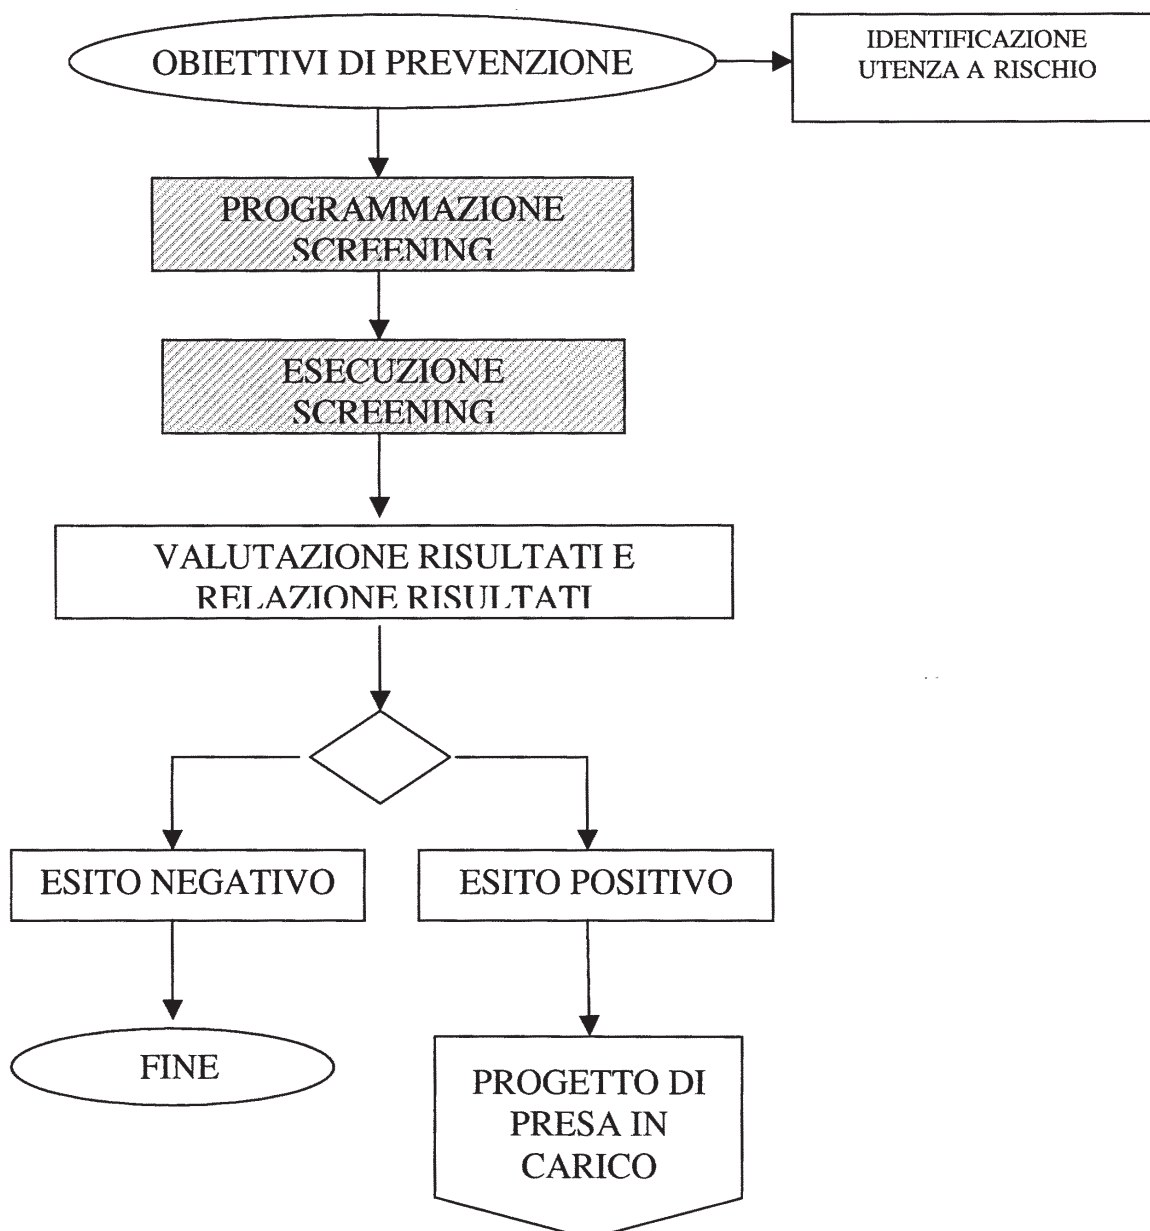 OBIETTIVI DI PREVENZIONE
IDENTIFICAZIONE
UTENZA A RISCHIO
PROGRAMMAZIONE
SCREENING
ESECUZIONE
SCREENING
VALUTAZIONE RISULTATI E
RELAZIONE RISULTATI
ESITO NEGATIVO
ESITO POSITIVO
FINE
PROGETTO DI
PRESA IN
CARICO